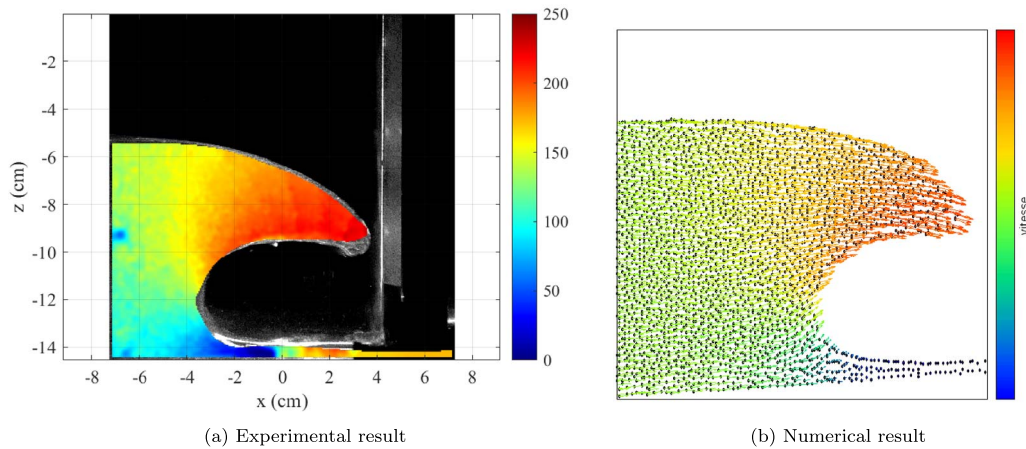 250
200
150
100
50
0
-2
-4
-6
-8
-10
-12
-14
z (cm)
-8 -6 -4 -2 0 2 4 6 8
x (cm)
vitesse
(a) Experimental result
(b) Numerical result